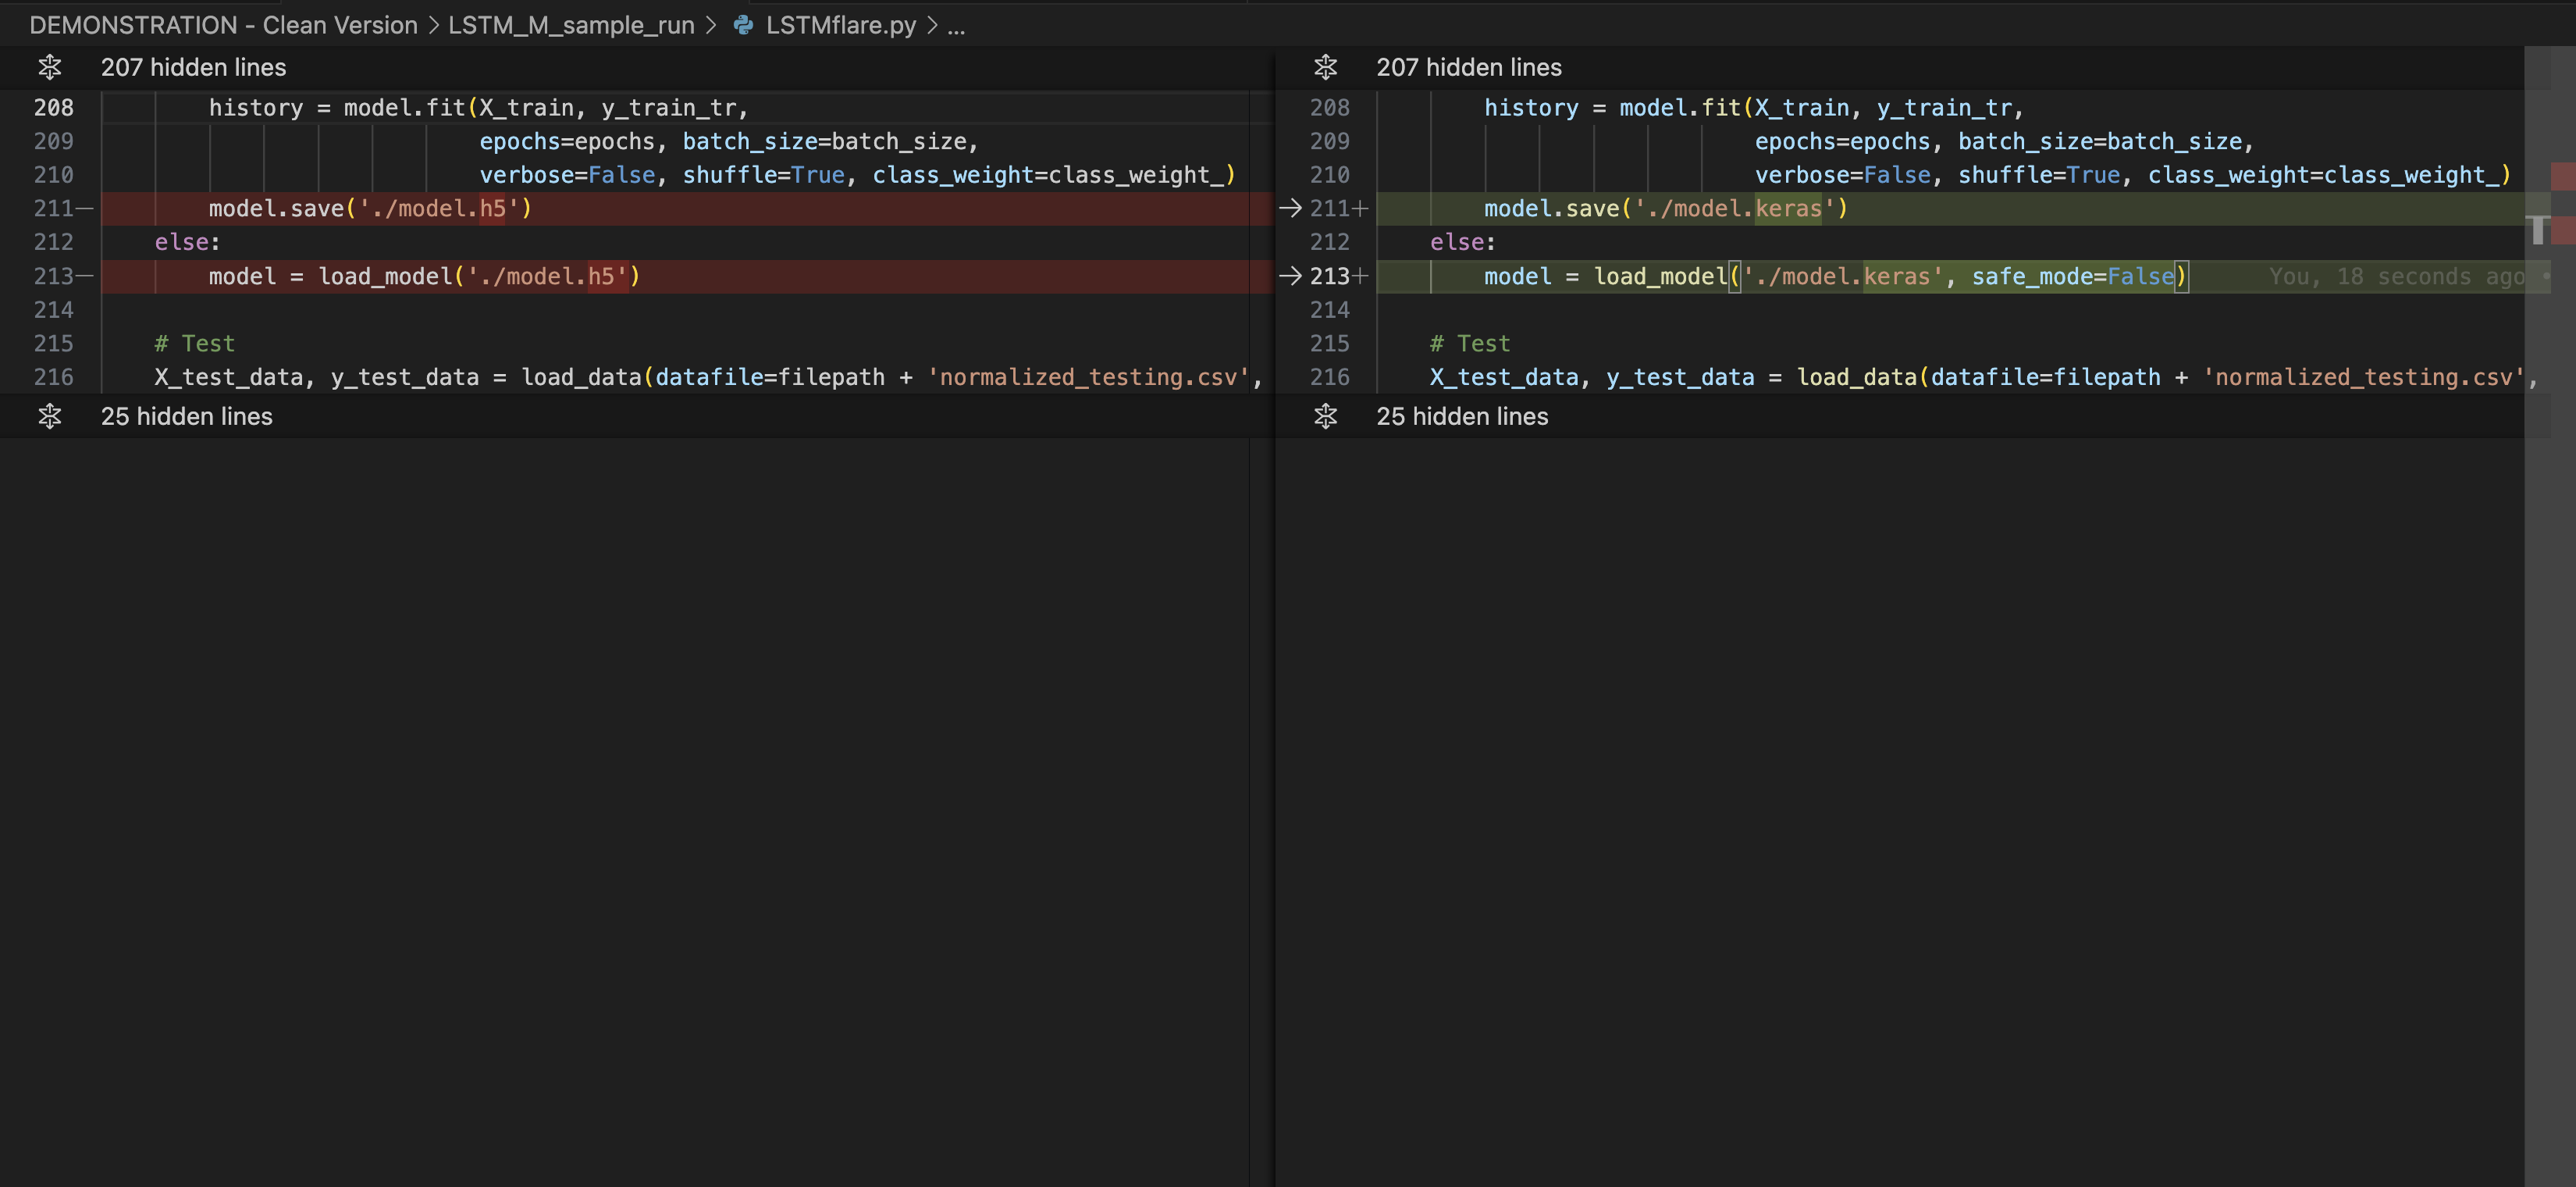 DEMONSTRATION - Clean Version > LSTM_M_sample_run > LSTMflare.py > ...
207 hidden lines
208 history = model.fit(X_train, y_train_tr,
209 epochs=epochs, batch_size=batch_size,
210 verbose=False, shuffle=True, class_weight=class_weight_)
211— model.save('./model.h5')
212 else:
213— model = load_model('./model.h5')
214
215 # Test
216 X_test_data, y_test_data = load_data(datafile=filepath + 'normalized_testing.csv',
25 hidden lines
207 hidden lines
208 history = model.fit(X_train, y_train_tr,
209 epochs=epochs, batch_size=batch_size,
210 verbose=False, shuffle=True, class_weight=class_weight_)
→ 211+ model.save('./model.keras')
212 else:
→ 213+ model = load_model('./model.keras', safe_mode=False) You, 18 seconds ago •
214
215 # Test
216 X_test_data, y_test_data = load_data(datafile=filepath + 'normalized_testing.csv',
25 hidden lines